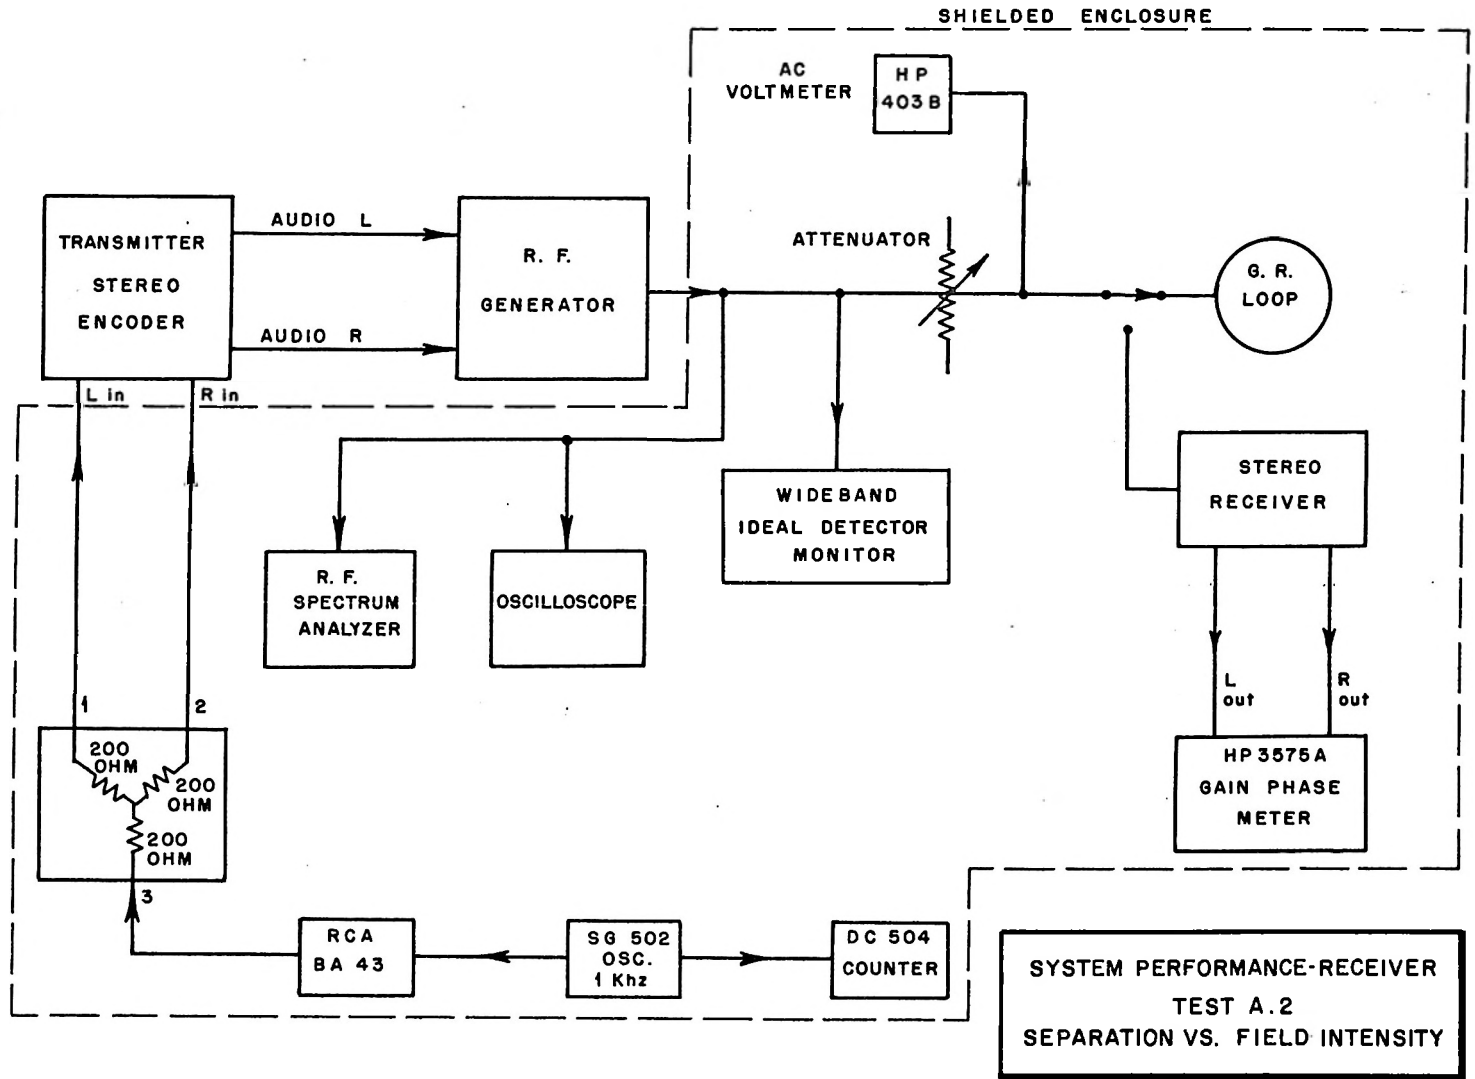 SHIELDED ENCLOSURE
AC
VOLTMETER
HP
403 B
TRANSMITTER
STEREO
ENCODER
AUDIO L
AUDIO R
R. F.
GENERATOR
ATTENUATOR
G. R.
LOOP
L in
R in
STEREO
RECEIVER
WIDEBAND
IDEAL DETECTOR
MONITOR
R. F.
SPECTRUM
ANALYZER
OSCILLOSCOPE
L
out
R
out
1
2
200
OHM
200
OHM
200
OHM
3
HP 3575A
GAIN PHASE
METER
RCA
BA 43
SG 502
OSC.
1 Khz
DC 504
COUNTER
SYSTEM PERFORMANCE-RECEIVER
TEST A.2
SEPARATION VS. FIELD INTENSITY